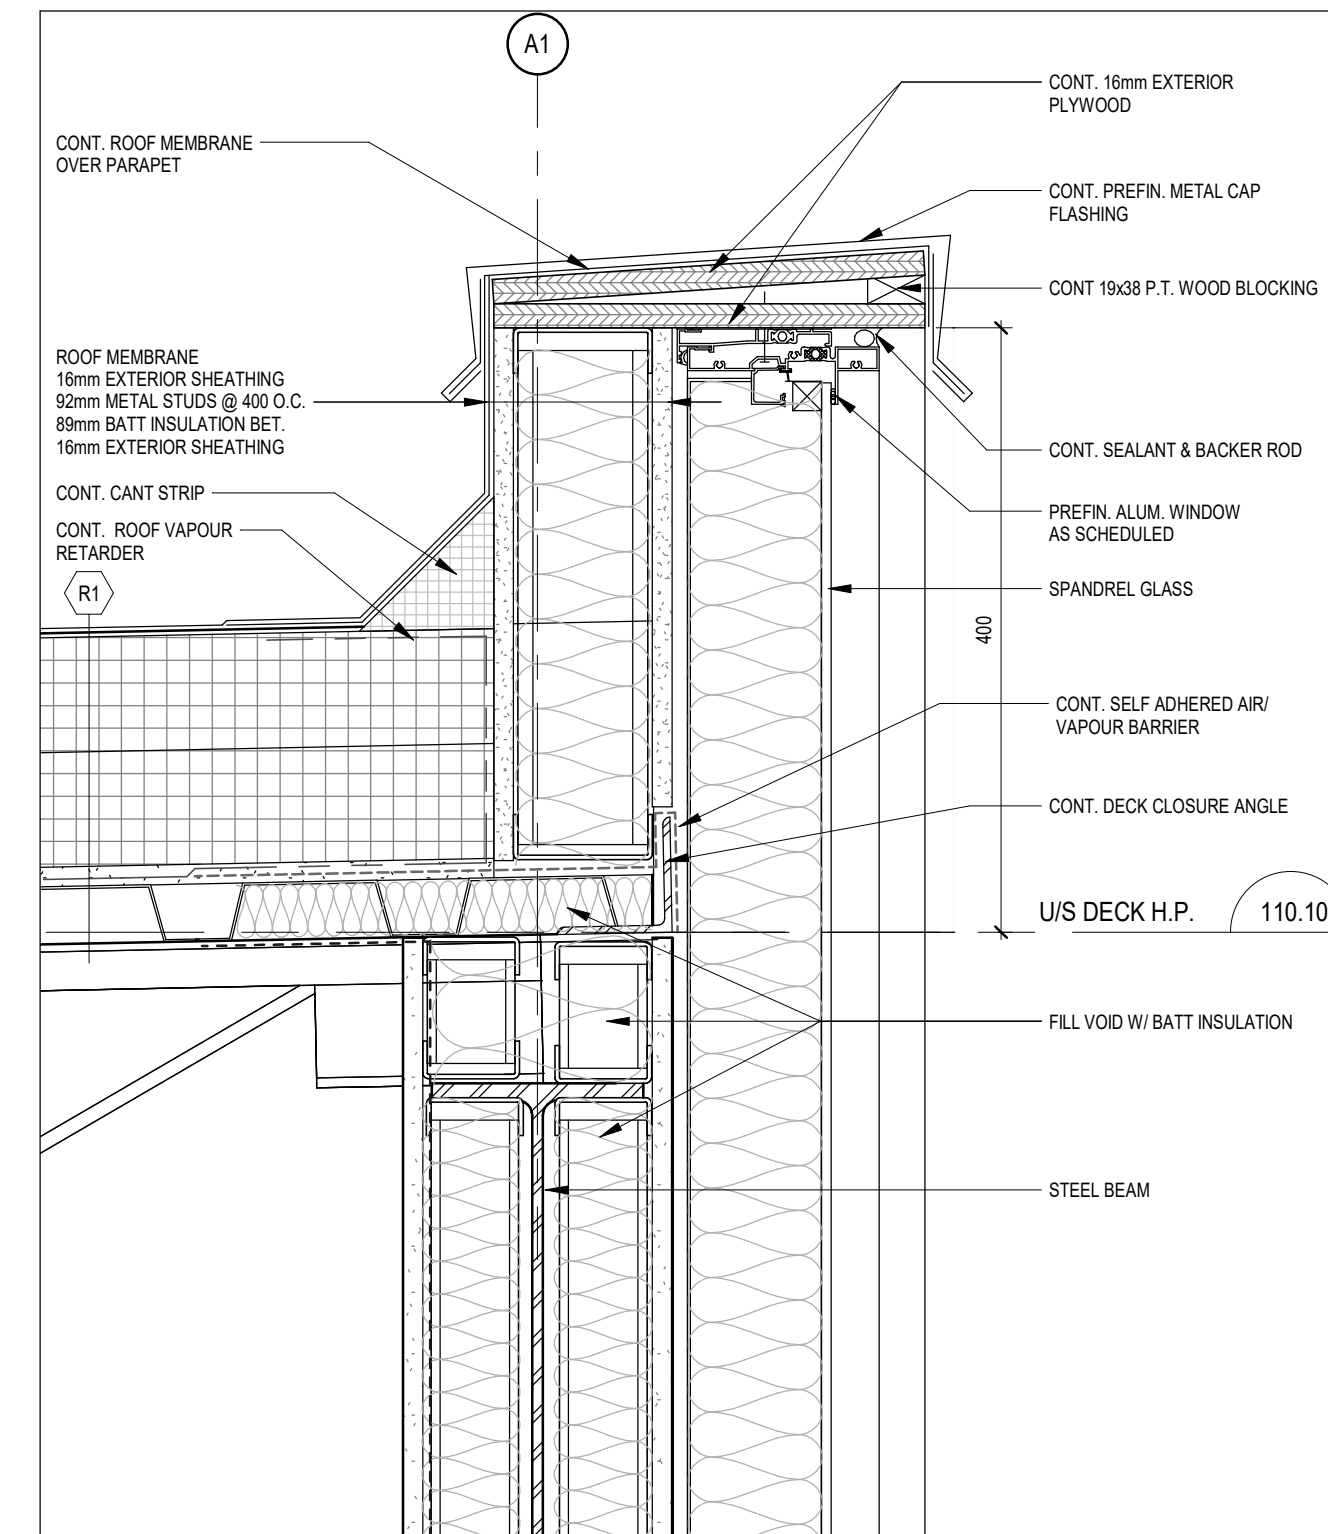 A1
CONT. ROOF MEMBRANE
OVER PARAPET
CONT. 16mm EXTERIOR
PLYWOOD
CONT. PREFIN. METAL CAP
FLASHING
CONT 19x38 P.T. WOOD BLOCKING
ROOF MEMBRANE
16mm EXTERIOR SHEATHING
92mm METAL STUDS @ 400 O.C.
89mm BATT INSULATION BET.
16mm EXTERIOR SHEATHING
CONT. CANT STRIP
CONT. ROOF VAPOUR
RETARDER
R1
CONT. SEALANT & BACKER ROD
PREFIN. ALUM. WINDOW
AS SCHEDULED
SPANDREL GLASS
400
CONT. SELF ADHERED AIR/
VAPOUR BARRIER
CONT. DECK CLOSURE ANGLE
U/S DECK H.P.
110.10
FILL VOID W/ BATT INSULATION
STEEL BEAM